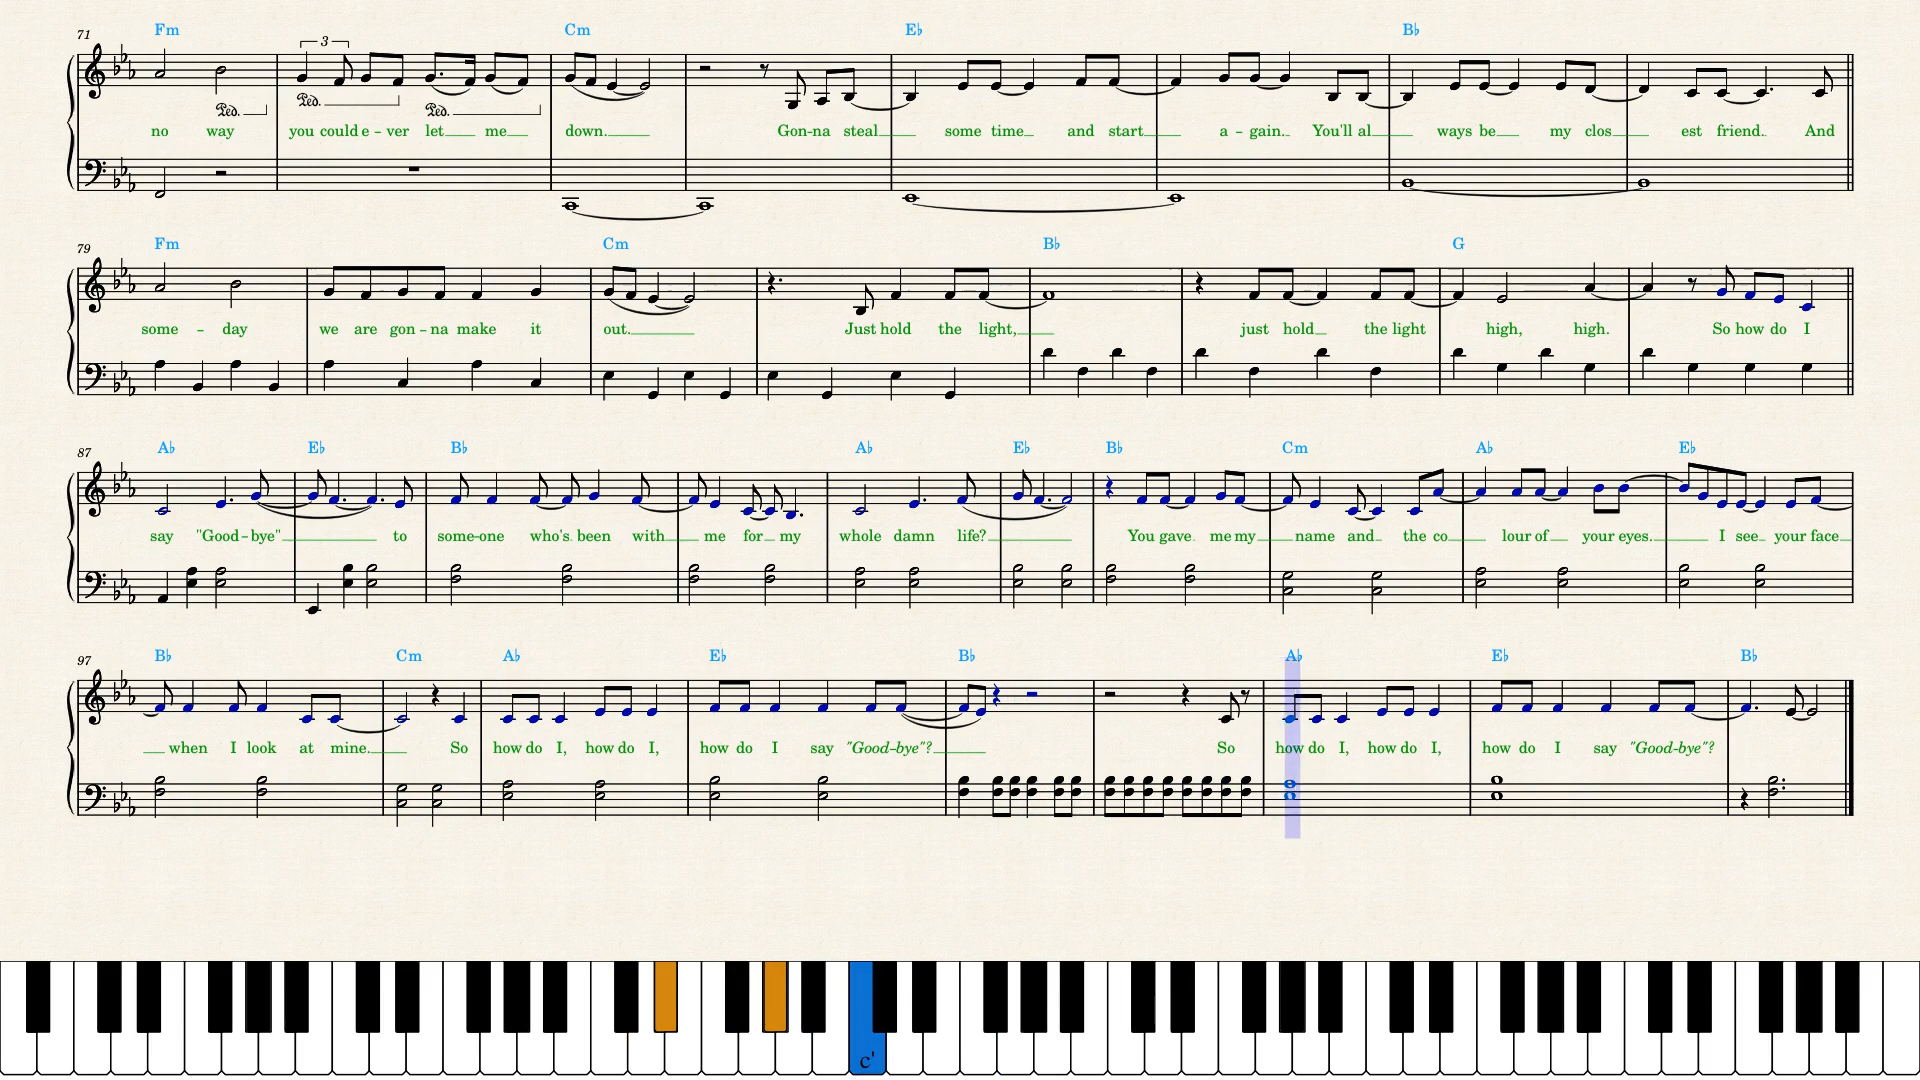 71 Fm Cm E♭ B♭
3
Ped. Ped. Ped.
no way you could e - ver let me down. Gon-na steal some time and start a - gain. You'll al ways be my clos est friend. And
79 Fm Cm B♭ G
some - day we are gon - na make it out. Just hold the light, just hold the light high, high. So how do I
87 A♭ E♭ B♭ A♭ E♭ B♭ Cm A♭ E♭
say "Good-bye" to some-one who's been with me for my whole damn life? You gave me my name and the co lour of your eyes. I see your face
97 B♭ Cm A♭ E♭ B♭ A♭ E♭ B♭
when I look at mine. So how do I, how do I, how do I say "Good-bye"? So how do I, how do I, how do I say "Good-bye"?
c'